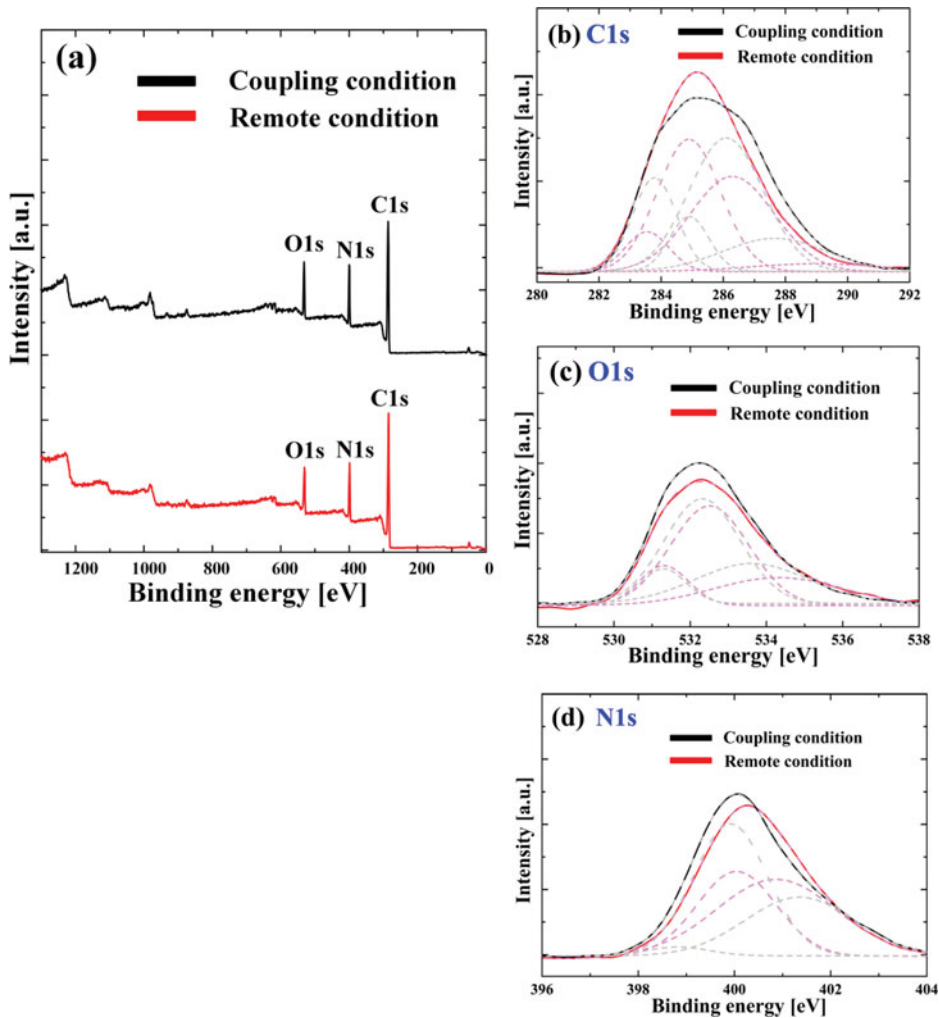 (a)
Coupling condition
Remote condition
C1s
O1s
N1s
C1s
O1s
N1s
Intensity [a.u.]
1200 1000 800 600 400 200 0
Binding energy [eV]
(b) C1s
Coupling condition
Remote condition
Intensity [a.u.]
280 282 284 286 288 290 292
Binding energy [eV]
(c) O1s
Coupling condition
Remote condition
Intensity [a.u.]
528 530 532 534 536 538
Binding energy [eV]
(d) N1s
Coupling condition
Remote condition
Intensity [a.u.]
396 398 400 402 404
Binding energy [eV]